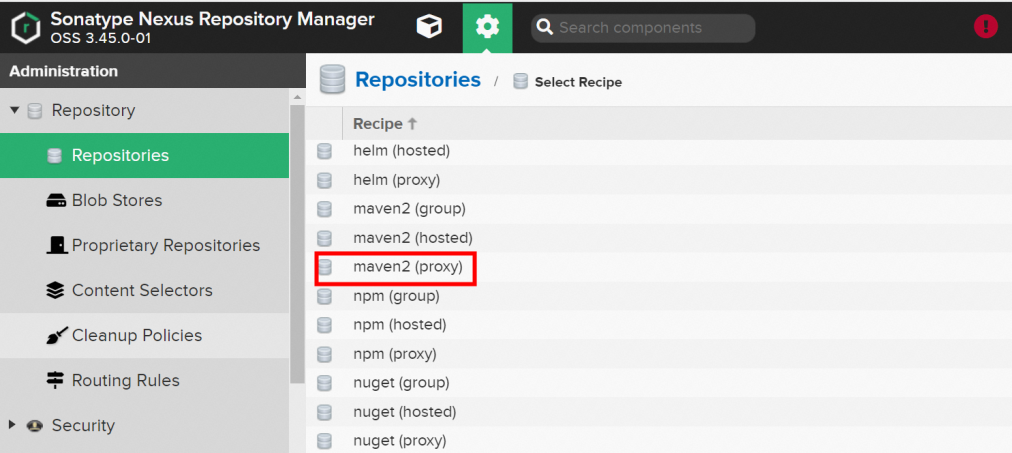 Sonatype Nexus Repository Manager
OSS 3.45.0-01
Search components
Administration
Repository
Repositories
Blob Stores
Proprietary Repositories
Content Selectors
Cleanup Policies
Routing Rules
Security
Repositories / Select Recipe
Recipe
helm (hosted)
helm (proxy)
maven2 (group)
maven2 (hosted)
maven2 (proxy)
npm (group)
npm (hosted)
npm (proxy)
nuget (group)
nuget (hosted)
nuget (proxy)